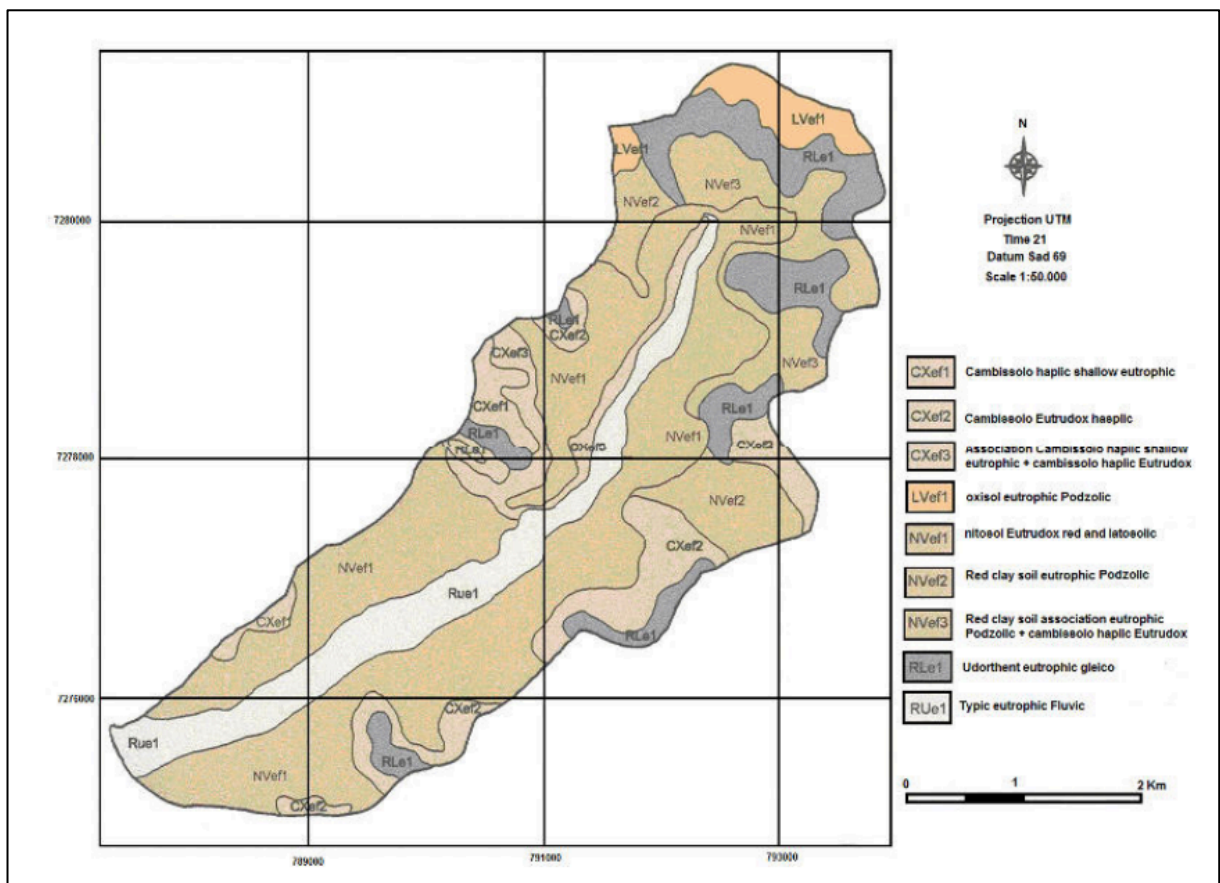 LVef1
N
LVef1
RLe1
NVef3
NVef2
7280000
NVef1
Projection UTM
Time 21
Datum Sad 69
Scale 1:50.000
RLe1
RLe1
CXef2
CXef3
NVef1
NVef3
CXef1
RLe1
RLe1
NVef1
RLe1
CXef3
7278000
NVef2
CXef2
NVef1
Rue1
CXef1
RLe1
CXef2
Rue1
RLe1
NVef1
CXef2
789000
791000
793000
CXef1 Cambissolo haplic shallow eutrophic
CXef2 Cambissolo Eutrudox hasplic
CXef3 Association Cambissolo haplic shallow
eutrophic + cambissolo haplic Eutrudox
LVef1 oxisol eutrophic Podzolic
NVef1 nitosol Eutrudox red and latosolic
NVef2 Red clay soil eutrophic Podzolic
NVef3 Red clay soil association eutrophic
Podzolic + cambissolo haplic Eutrudox
RLe1 Udorthent eutrophic gleico
RUe1 Typic eutrophic Fluvic
0 1 2 Km